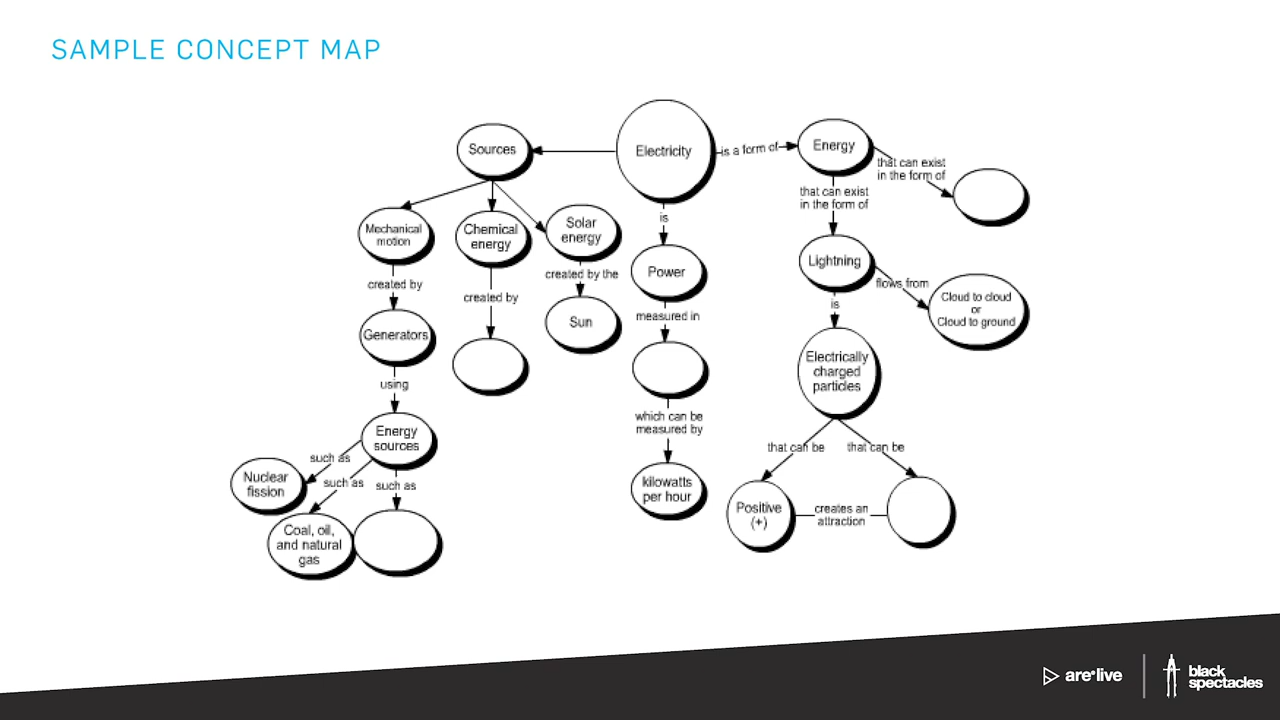 SAMPLE CONCEPT MAP
Sources
Electricity
is a form of
Energy
that can exist
in the form of
that can exist
in the form of
Mechanical
motion
Chemical
energy
Solar
energy
is
created by
created by
created by the
Power
Lightning
flows from
Cloud to cloud
or
Cloud to ground
Generators
Sun
measured in
is
Electrically
charged
particles
using
which can be
measured by
Energy
sources
such as
such as
such as
Nuclear
fission
Coal, oil,
and natural
gas
kilowatts
per hour
that can be
that can be
Positive
(+)
creates an
attraction
are live
black
spectacles